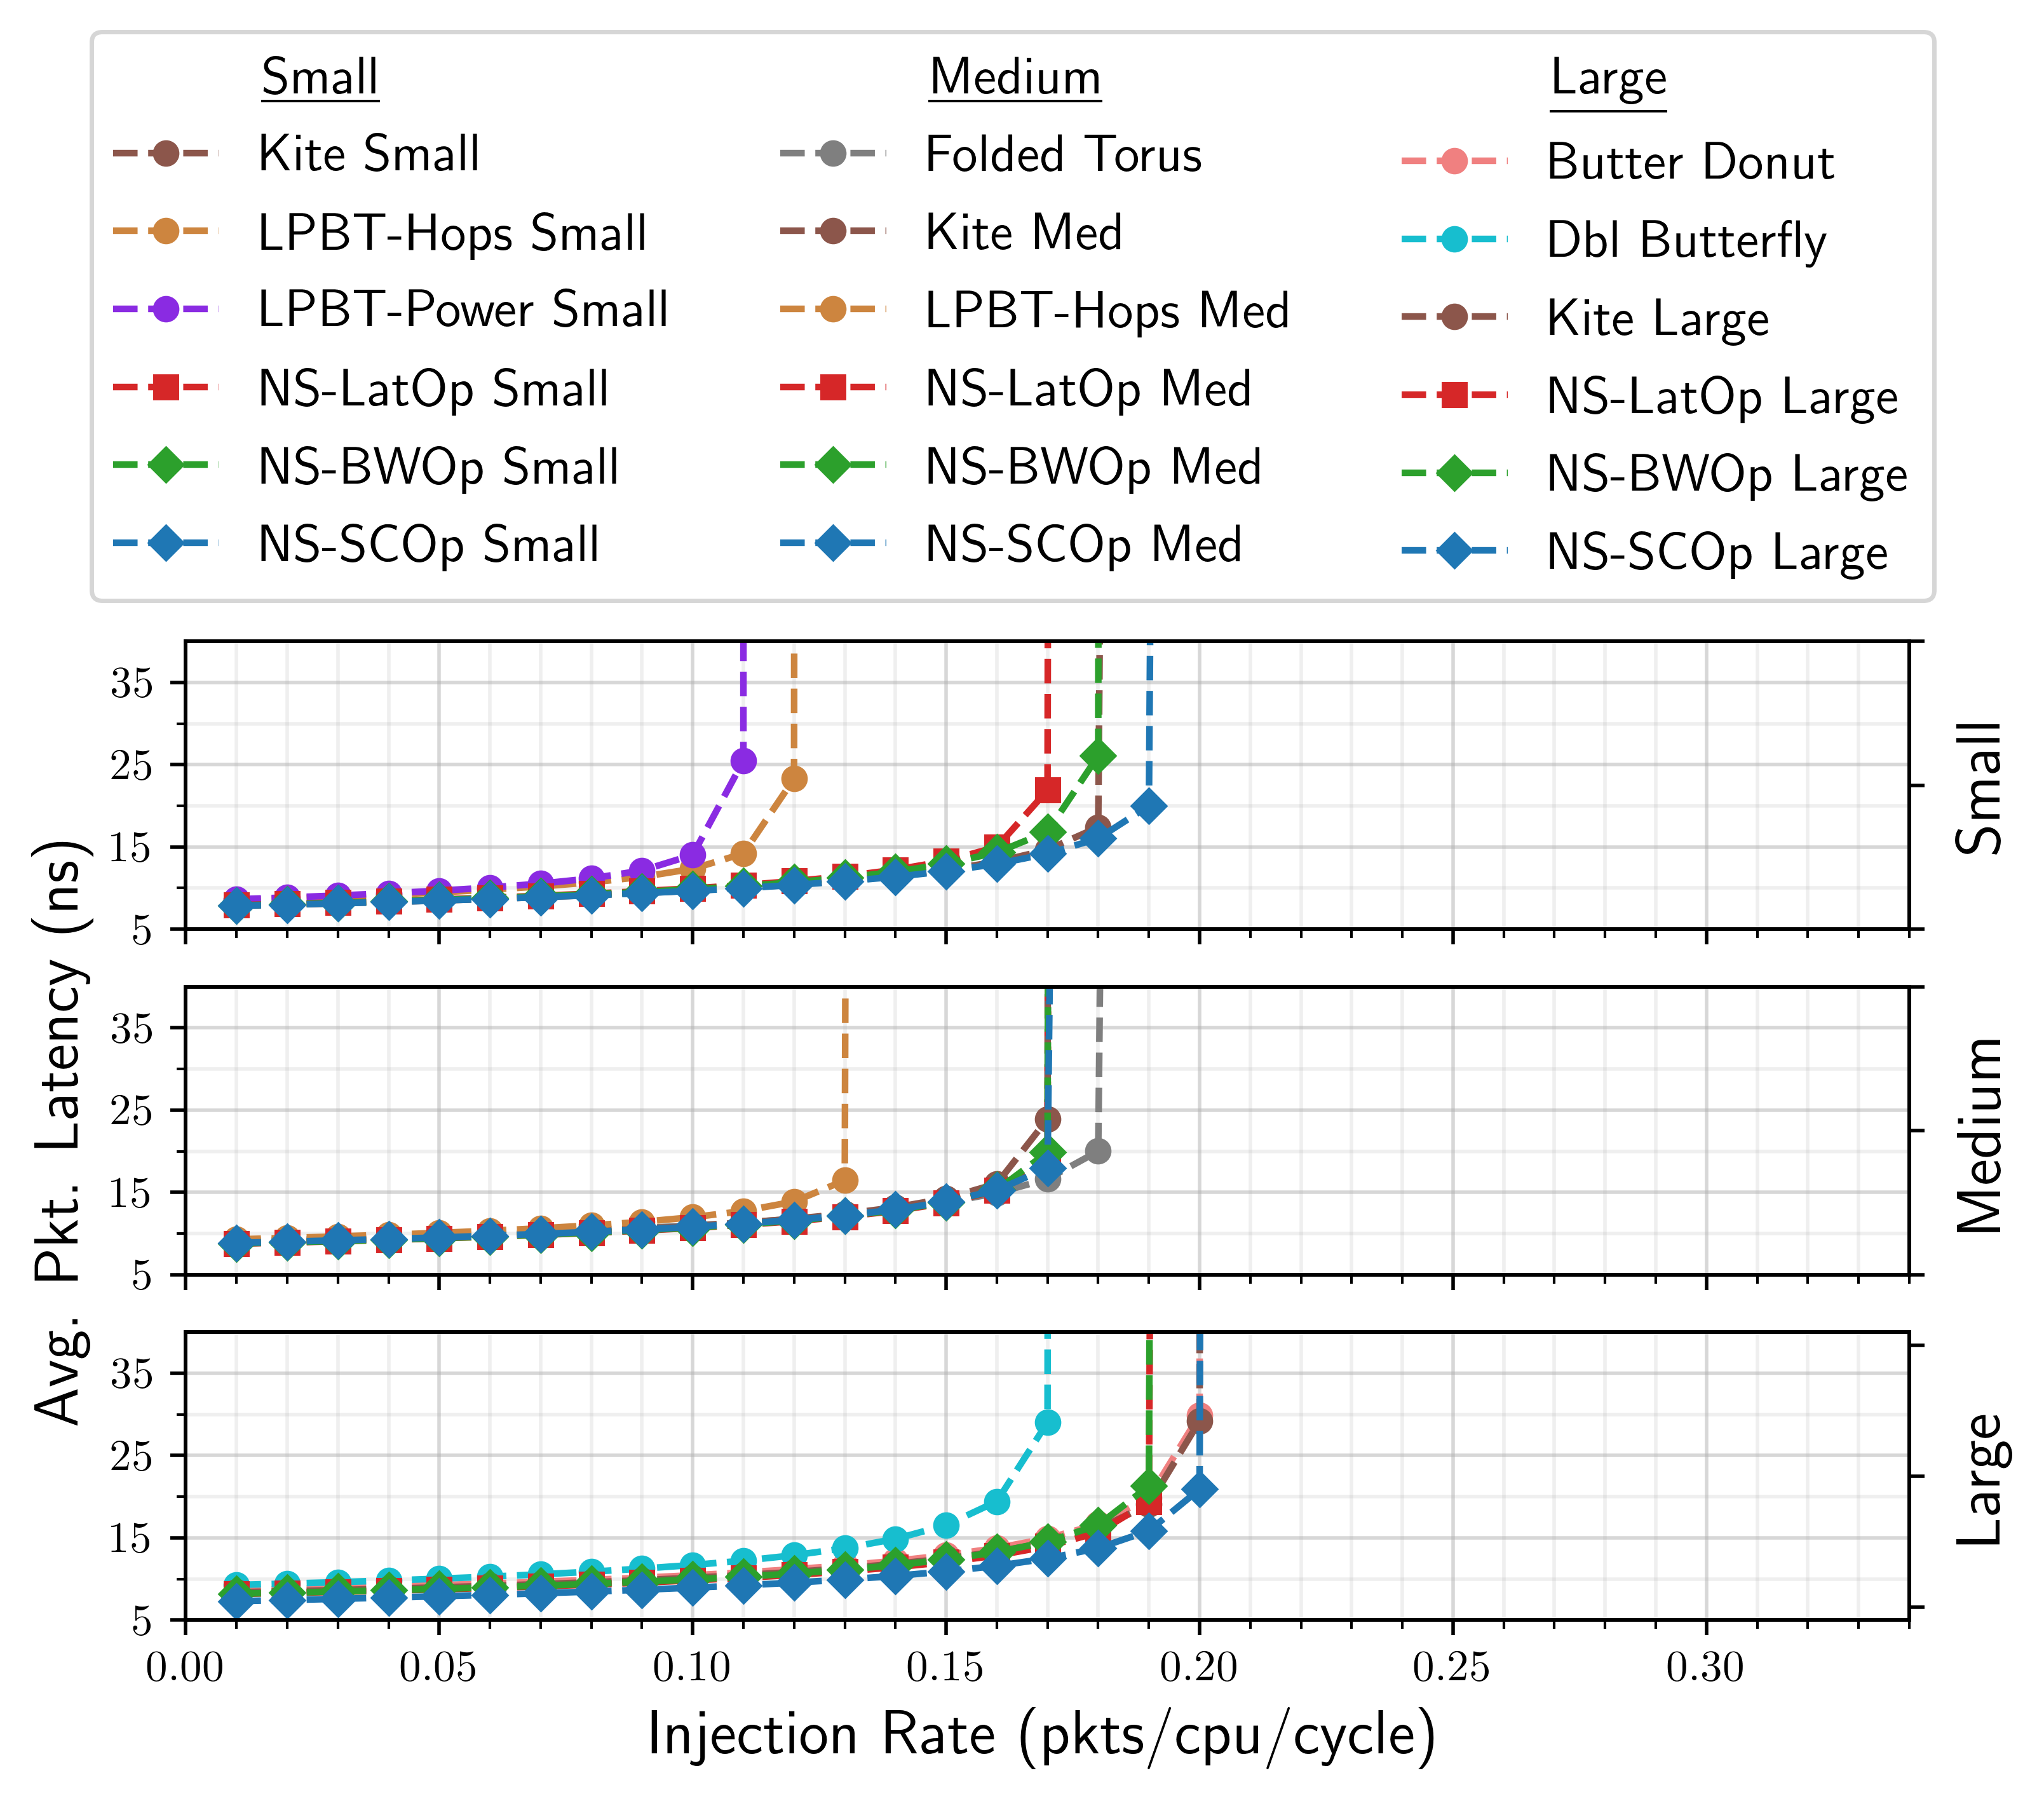 Small
Kite Small
LPBT-Hops Small
LPBT-Power Small
NS-LatOp Small
NS-BWOp Small
NS-SCOp Small
Medium
Folded Torus
Kite Med
LPBT-Hops Med
NS-LatOp Med
NS-BWOp Med
NS-SCOp Med
Large
Butter Donut
Dbl Butterfly
Kite Large
NS-LatOp Large
NS-BWOp Large
NS-SCOp Large
Avg. Pkt. Latency (ns)
35
25
15
5
Small
35
25
15
5
Medium
35
25
15
5
Large
0.00 0.05 0.10 0.15 0.20 0.25 0.30
Injection Rate (pkts/cpu/cycle)